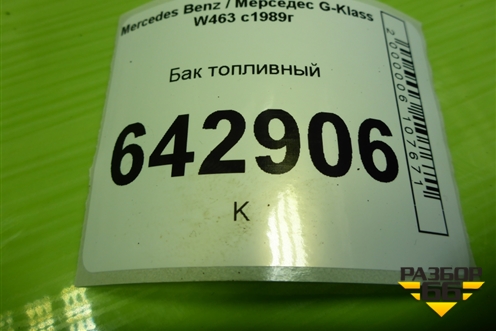 Mercedes Benz / Мерседес G-Klass
W463 с1989г
Бак топливный
642906
К
2000006107671
РАЗБОР
66